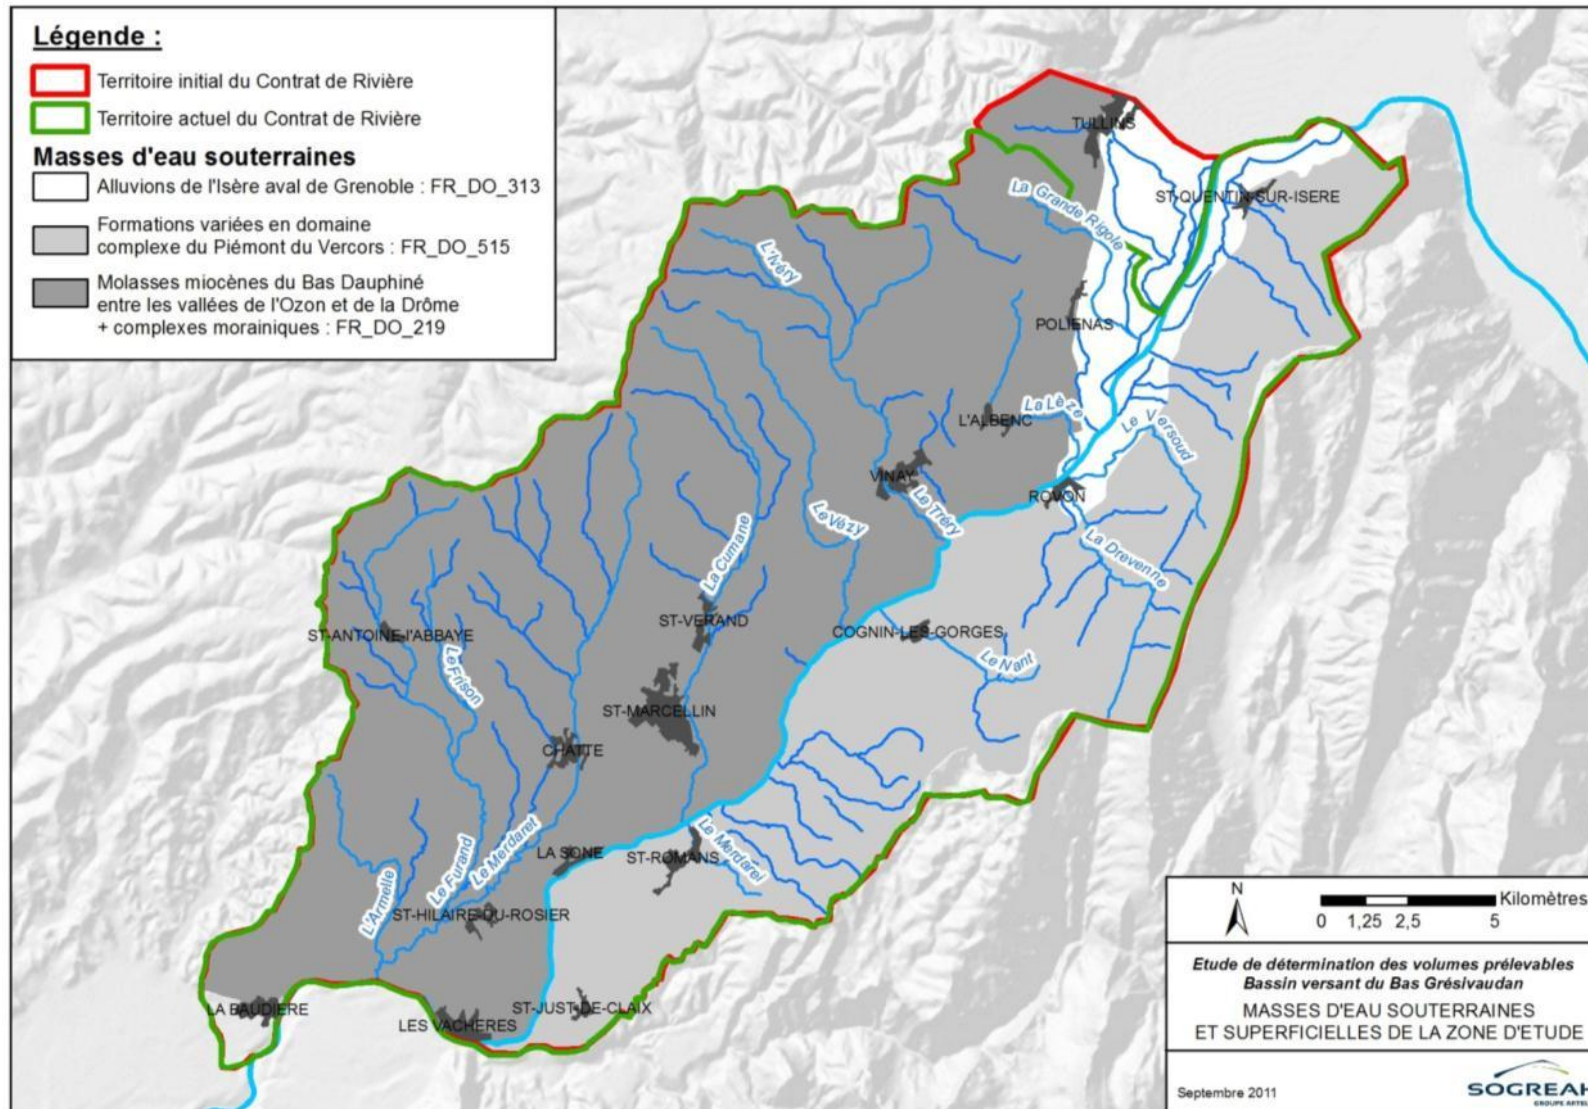 Légende :
Territoire initial du Contrat de Rivière
Territoire actuel du Contrat de Rivière
Masses d'eau souterraines
Alluvions de l'Isère aval de Grenoble : FR_DO_313
Formations variées en domaine
complexe du Piémont du Vercors : FR_DO_515
Molasses miocènes du Bas Dauphiné
entre les vallées de l'Ozon et de la Drôme
+ complexes morainiques : FR_DO_219
TULLINS
La Grande Rigole
ST-QUENTIN-SUR-ISERE
L'Ivéry
POLIENAS
La Lèze
L'ALBENC
Le Versoud
VINAY
ROVON
Le Tréry
Le Vézy
La Cumane
La Drevenne
ST-VERAND
COGNIN-LES-GORGES
ST-ANTOINE-l'ABBAYE
Le Frison
Le Nant
ST-MARCELLIN
CHATTE
Le Merdaret
Le Furand
LA SONE
ST-ROMANS
Le Merdarei
L'Armelle
ST-HILAIRE-DU-ROSIER
LA BAUDIERE
LES VACHERES
ST-JUST-DE-CLAIX
N
Kilomètres
0 1,25 2,5 5
Etude de détermination des volumes prélevables
Bassin versant du Bas Grésivaudan
MASSES D'EAU SOUTERRAINES
ET SUPERFICIELLES DE LA ZONE D'ETUDE
Septembre 2011
SOGREAH
GROUPE ARTELIA